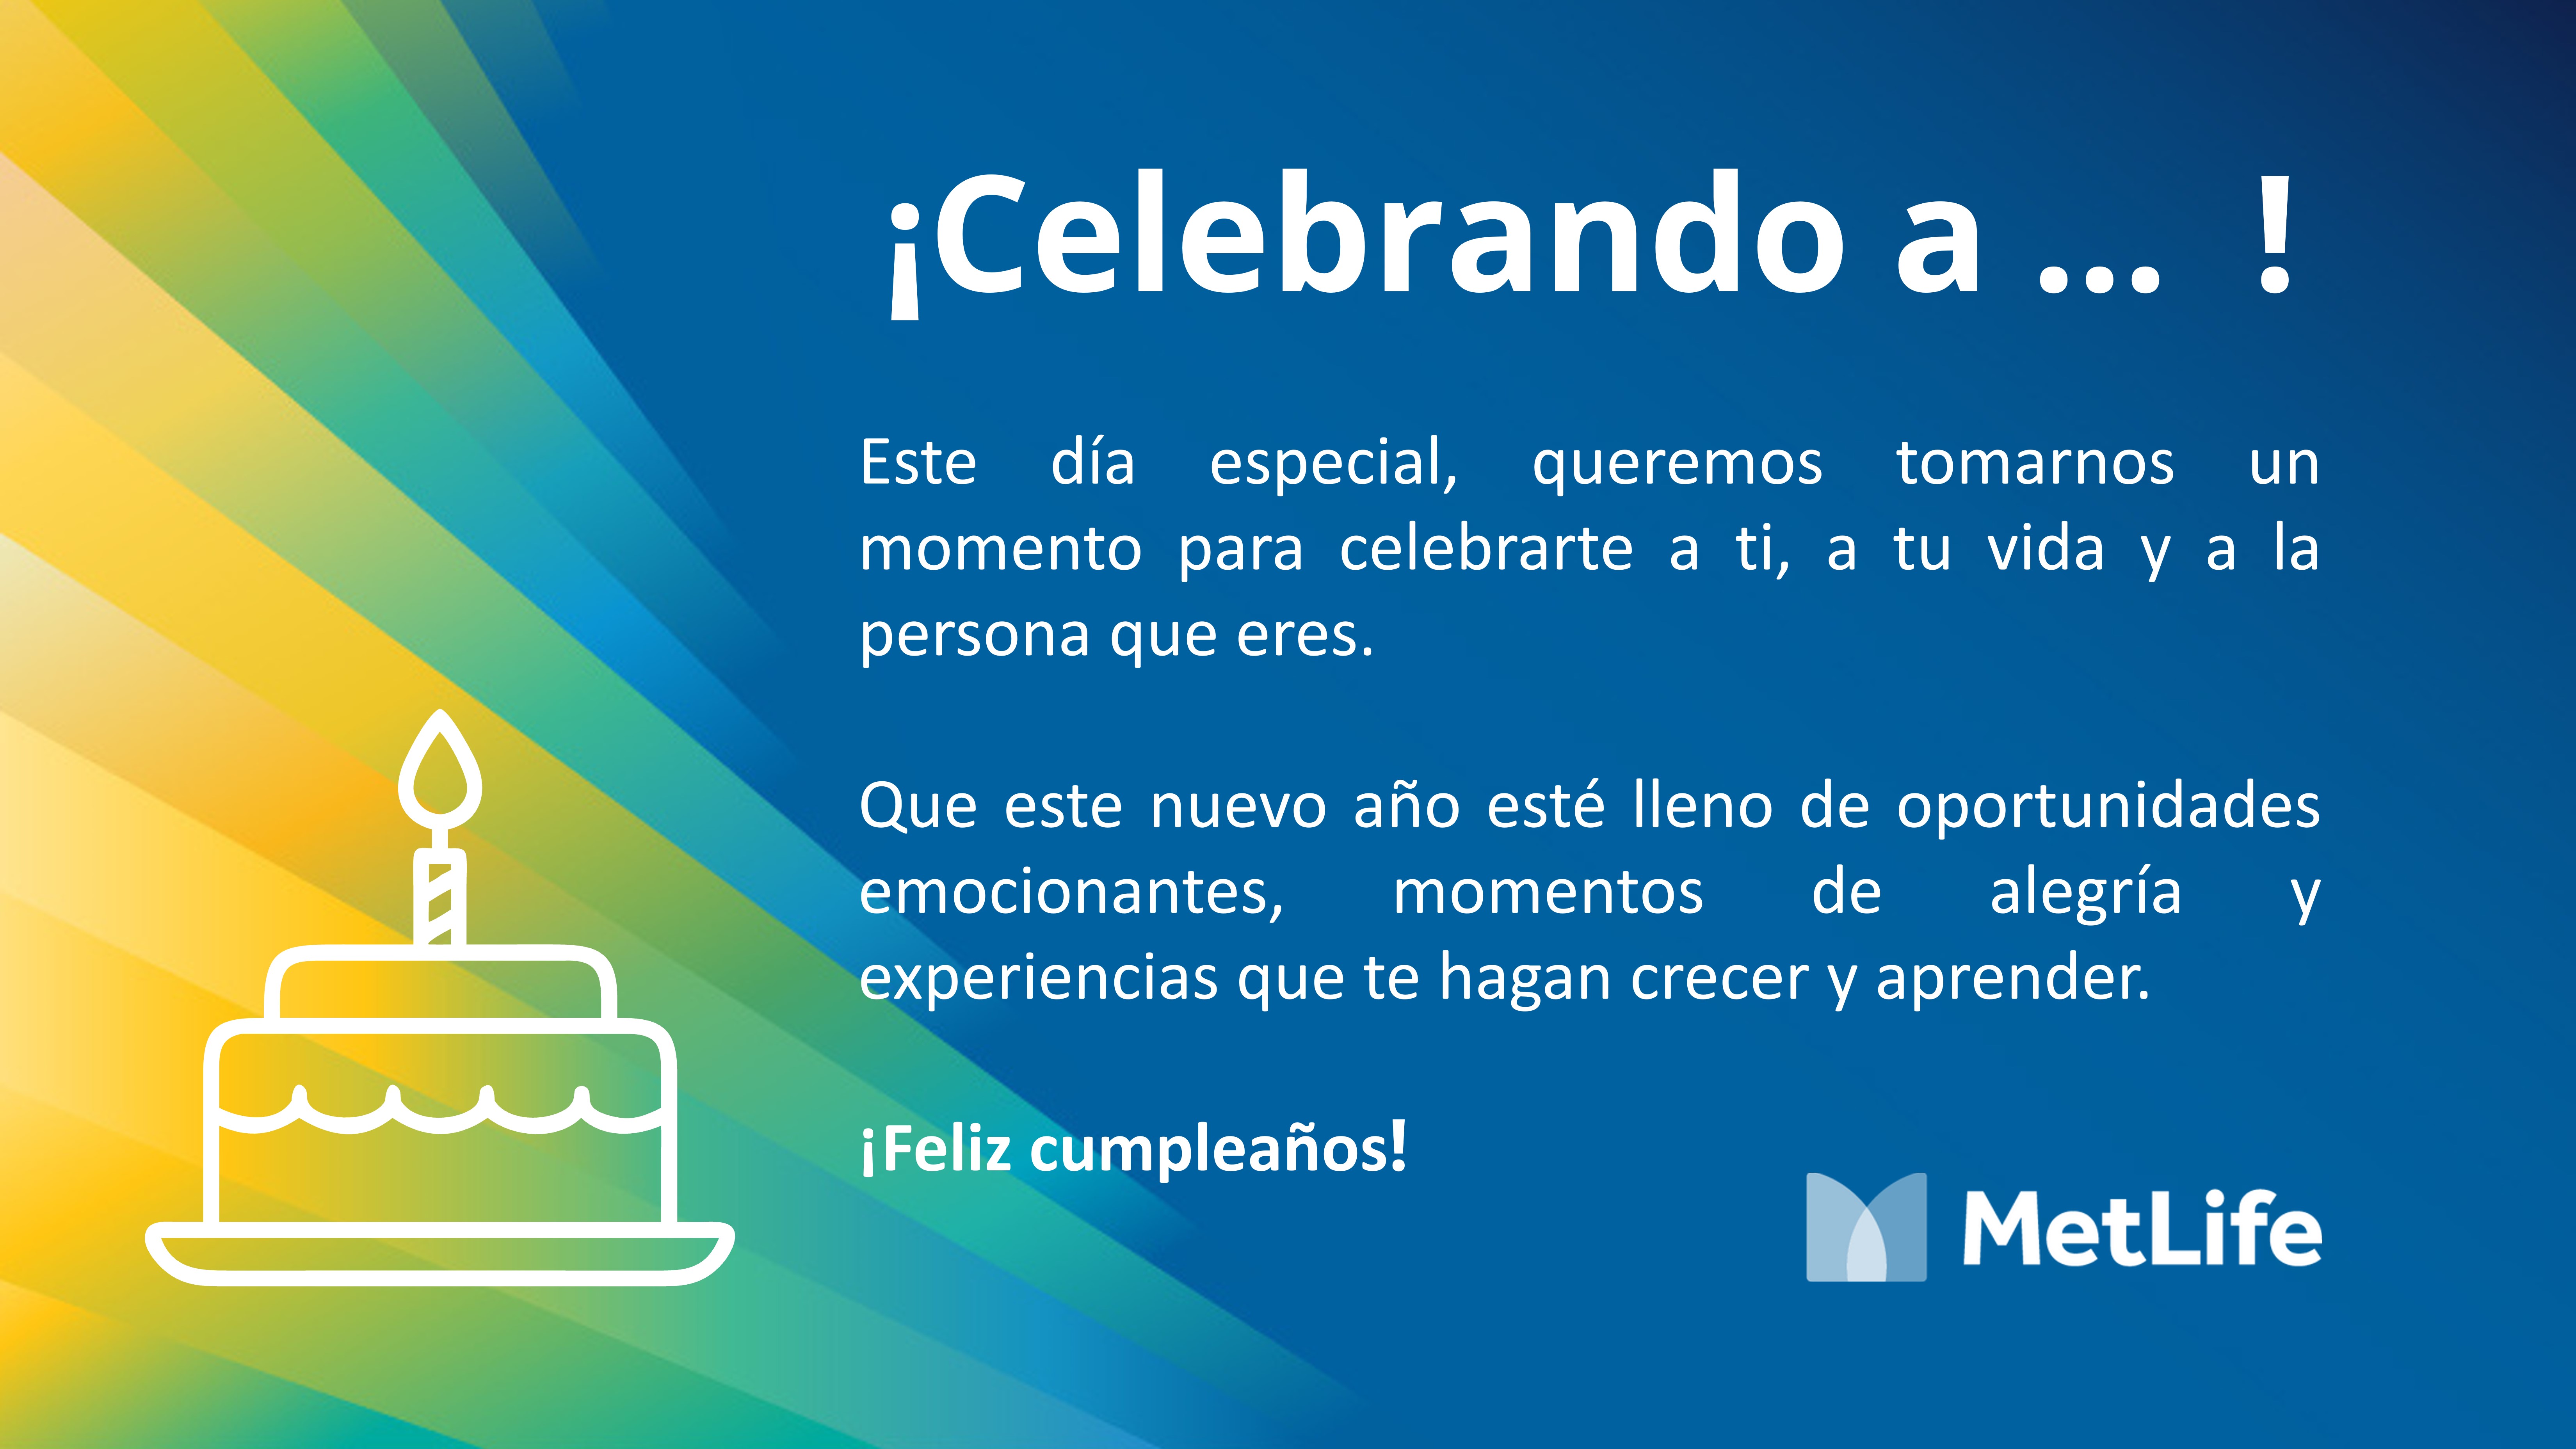 ¡Celebrando a ... !
Este día especial, queremos tomarnos un
momento para celebrarte a ti, a tu vida y a la
persona que eres.
Que este nuevo año esté lleno de oportunidades
emocionantes, momentos de alegría y
experiencias que te hagan crecer y aprender.
¡Feliz cumpleaños!
MetLife